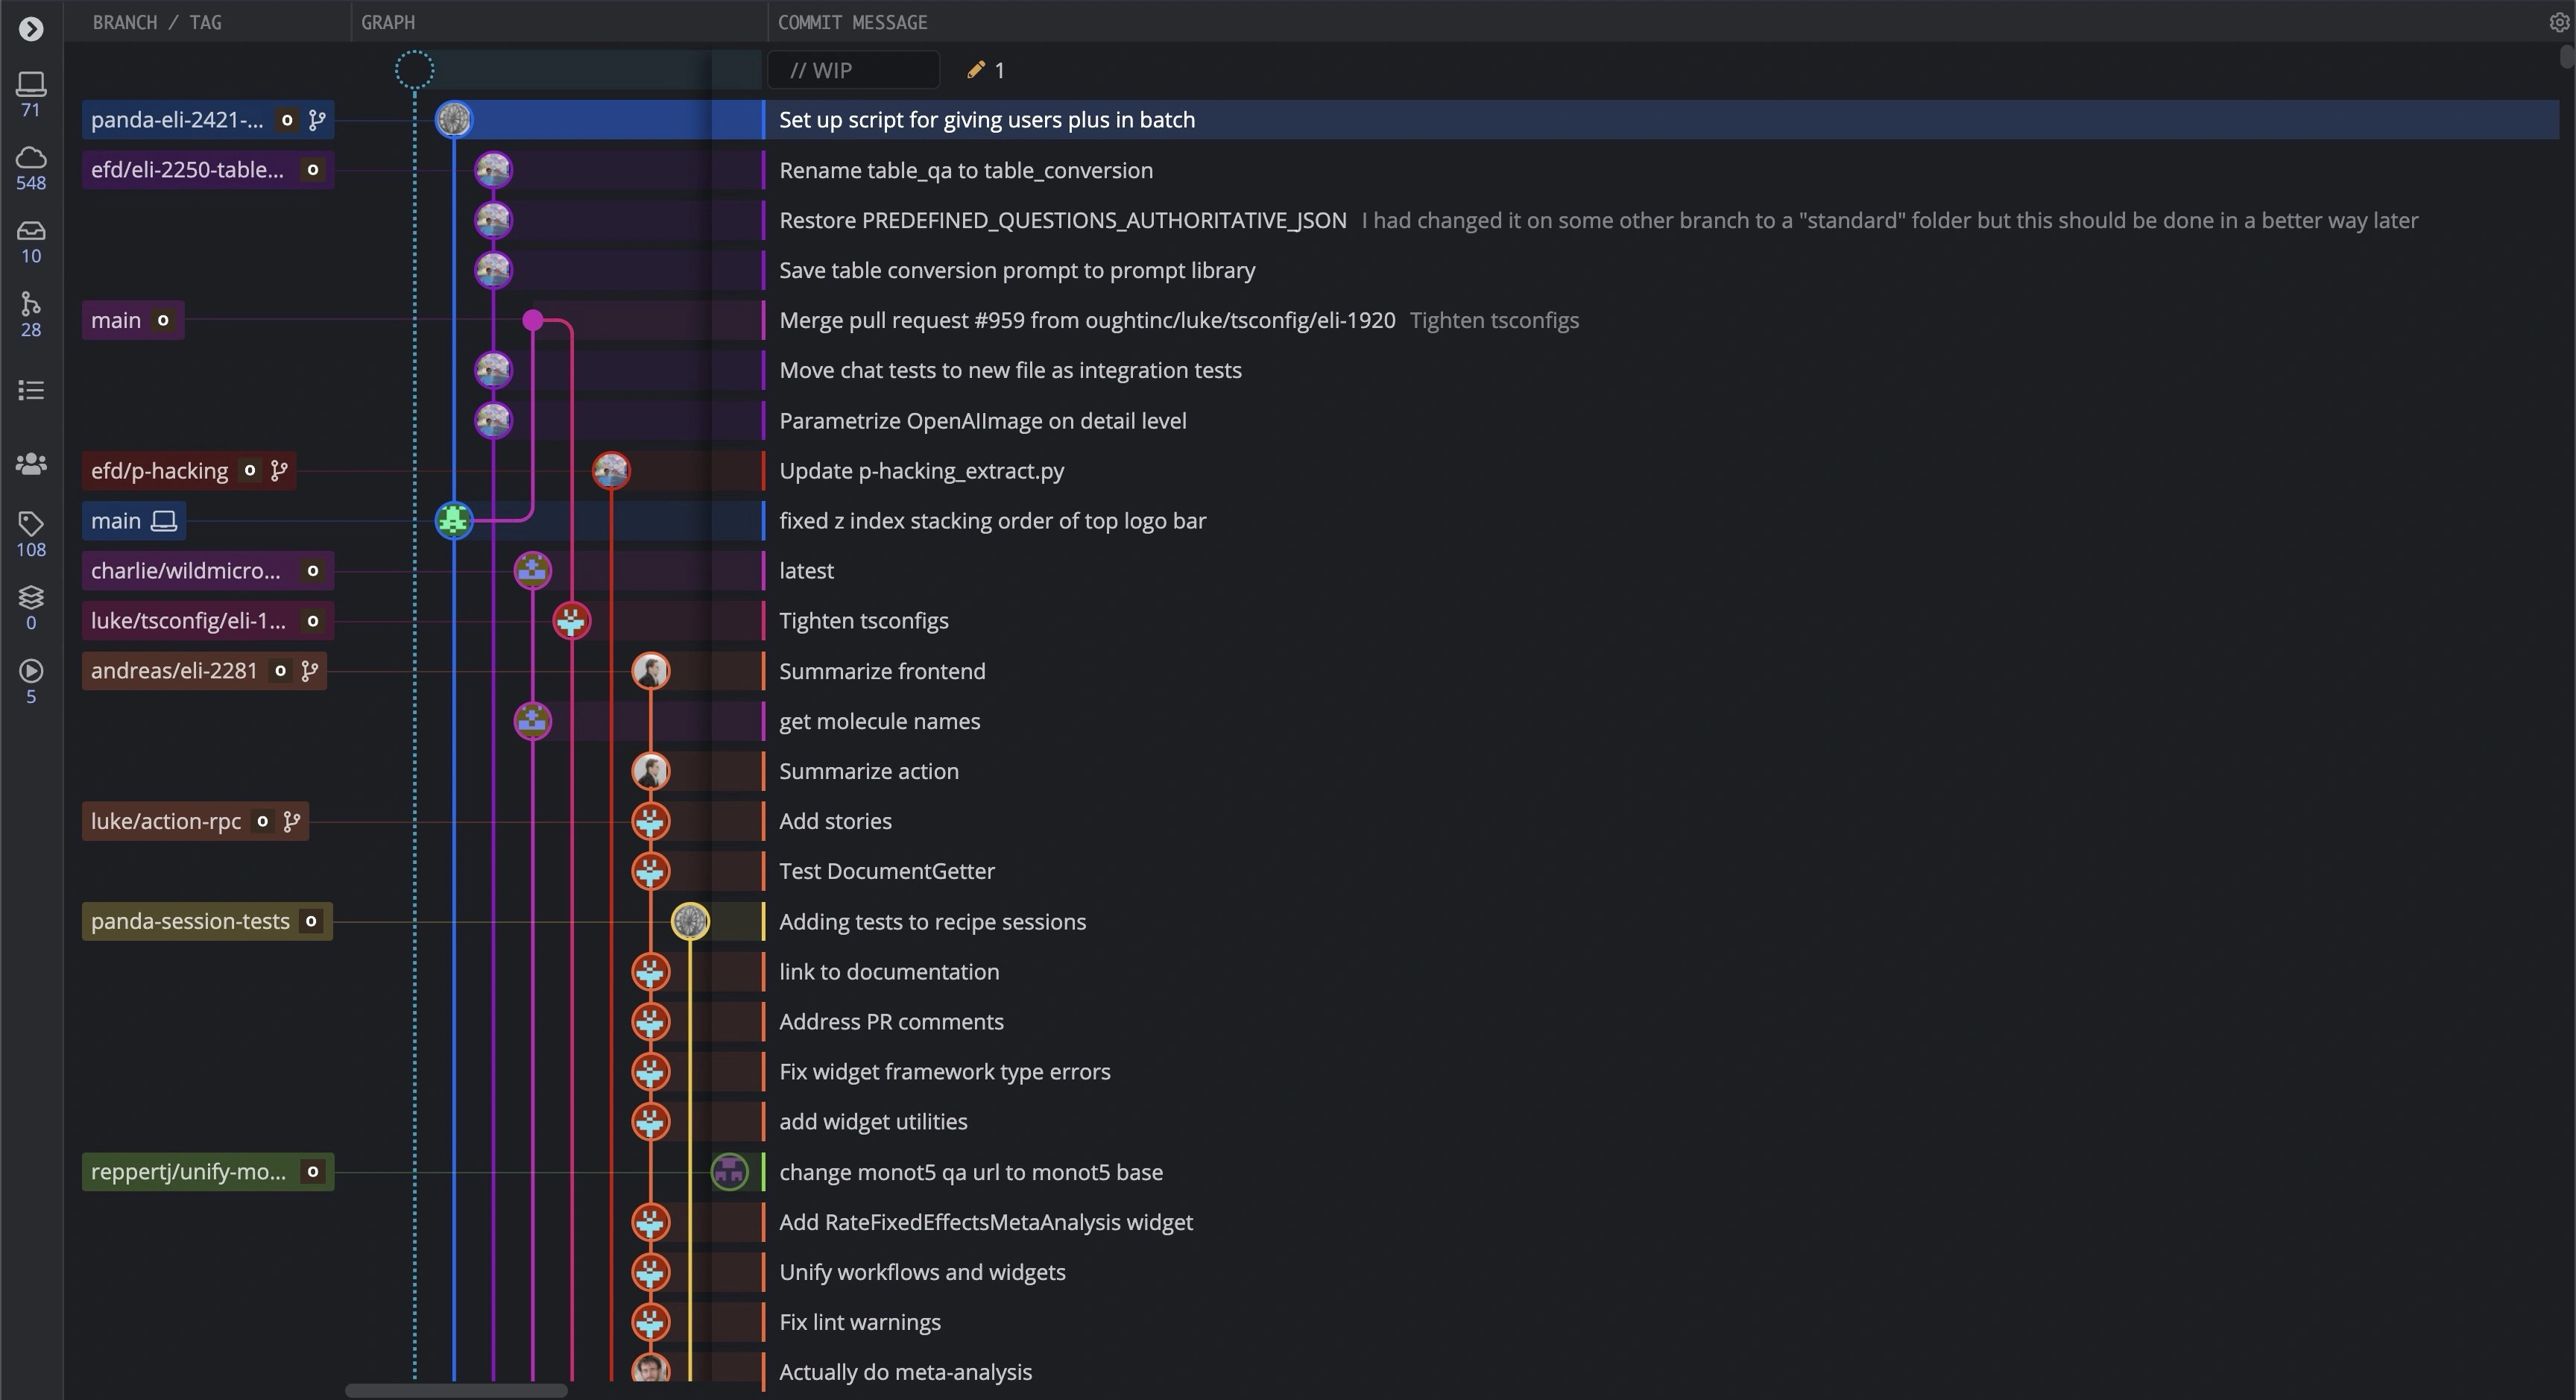 BRANCH / TAG GRAPH COMMIT MESSAGE
// WIP 1
71
panda-eli-2421-... o Set up script for giving users plus in batch
efd/eli-2250-table... o Rename table_qa to table_conversion
548
Restore PREDEFINED_QUESTIONS_AUTHORITATIVE_JSON I had changed it on some other branch to a "standard" folder but this should be done in a better way later
10
Save table conversion prompt to prompt library
main o Merge pull request #959 from oughtinc/luke/tsconfig/eli-1920 Tighten tsconfigs
28
Move chat tests to new file as integration tests
Parametrize OpenAIImage on detail level
efd/p-hacking o Update p-hacking_extract.py
main fixed z index stacking order of top logo bar
108
charlie/wildmicro... o latest
luke/tsconfig/eli-1... o Tighten tsconfigs
0
andreas/eli-2281 o Summarize frontend
5
get molecule names
Summarize action
luke/action-rpc o Add stories
Test DocumentGetter
panda-session-tests o Adding tests to recipe sessions
link to documentation
Address PR comments
Fix widget framework type errors
add widget utilities
reppertj/unify-mo... o change monot5 qa url to monot5 base
Add RateFixedEffectsMetaAnalysis widget
Unify workflows and widgets
Fix lint warnings
Actually do meta-analysis